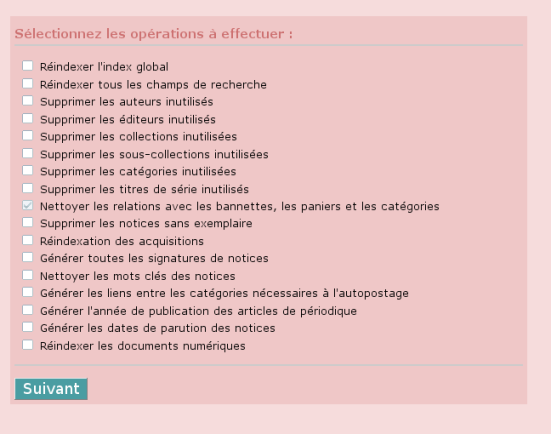 Sélectionnez les opérations à effectuer :
Réindexer l'index global
Réindexer tous les champs de recherche
Supprimer les auteurs inutilisés
Supprimer les éditeurs inutilisés
Supprimer les collections inutilisées
Supprimer les sous-collections inutilisées
Supprimer les catégories inutilisées
Supprimer les titres de série inutilisés
Nettoyer les relations avec les bannettes, les paniers et les catégories
Supprimer les notices sans exemplaire
Réindexation des acquisitions
Générer toutes les signatures de notices
Nettoyer les mots clés des notices
Générer les liens entre les catégories nécessaires à l'autopostage
Générer l'année de publication des articles de périodique
Générer les dates de parution des notices
Réindexer les documents numériques
Suivant